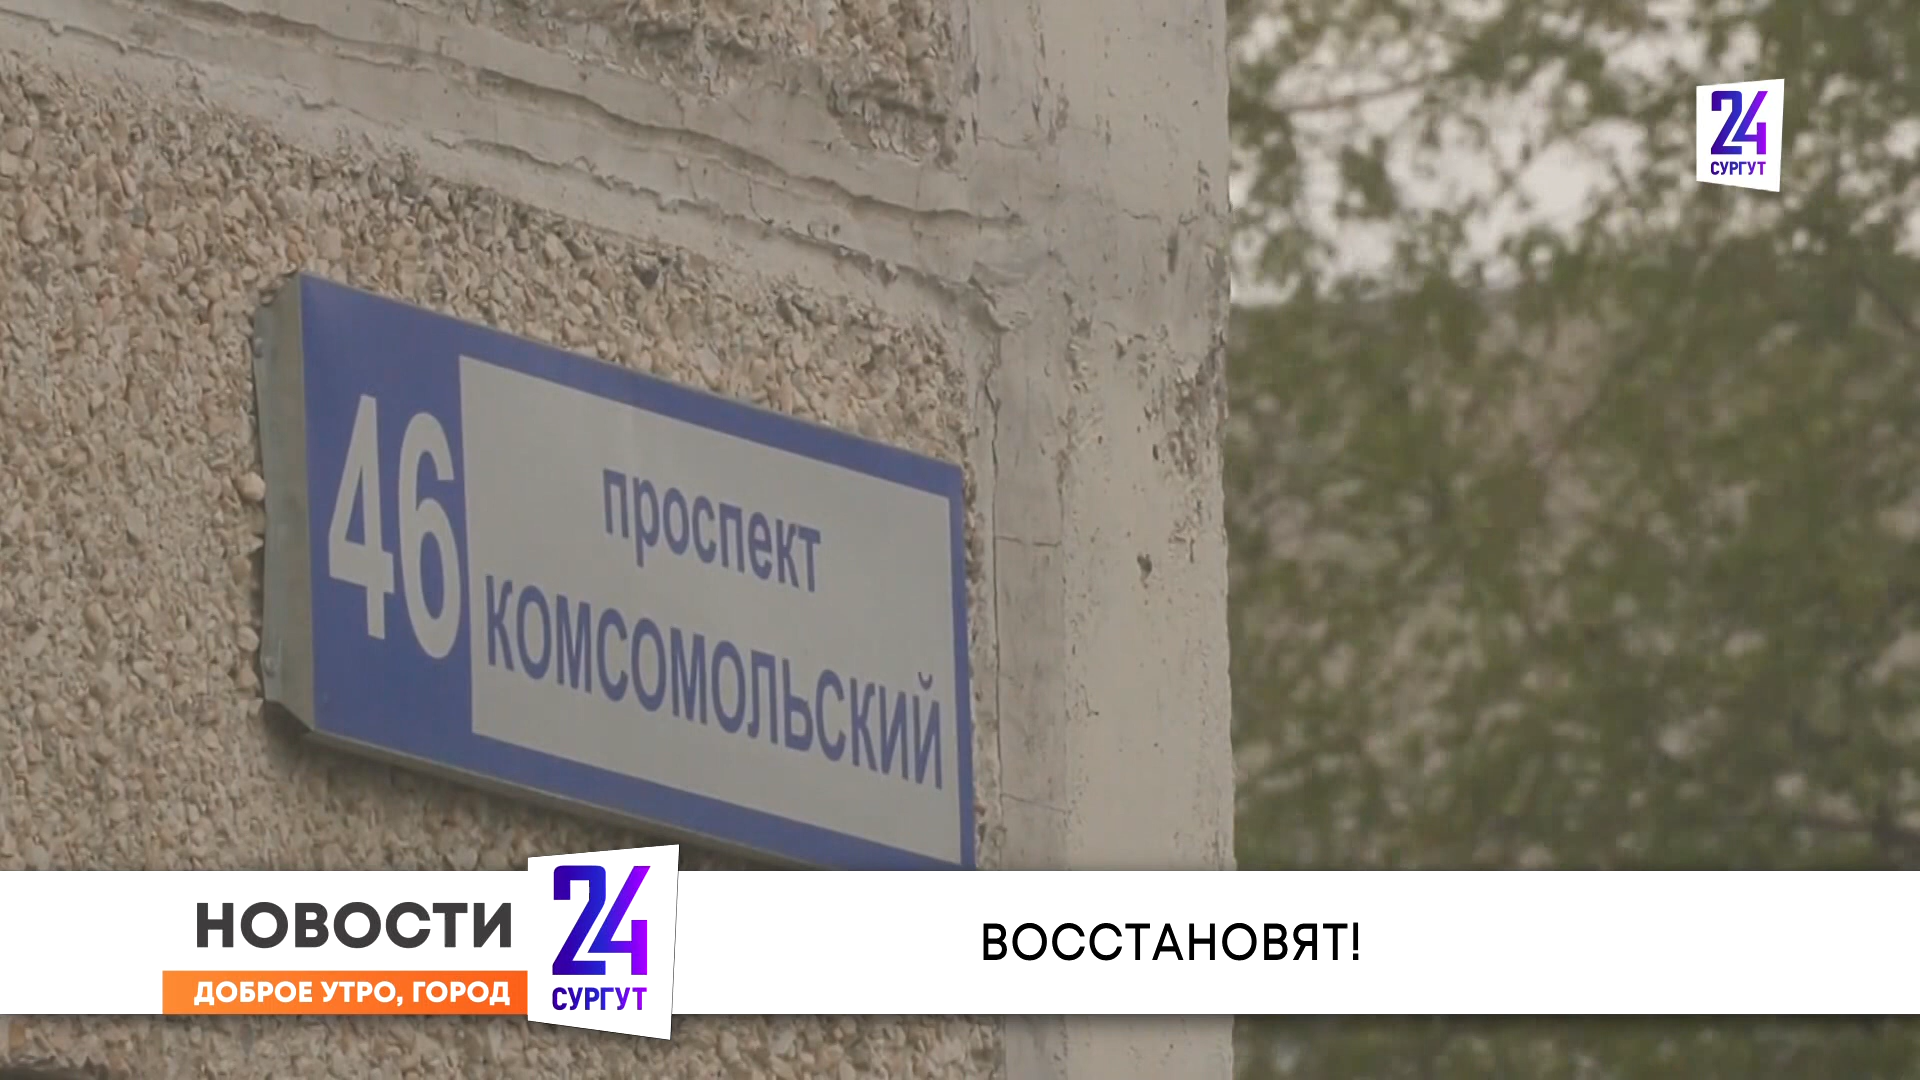 24
СУРГУТ
46
проспект
КОМСОМОЛЬСКИЙ
НОВОСТИ
ДОБРОЕ УТРО, ГОРОД
24
СУРГУТ
ВОССТАНОВЯТ!